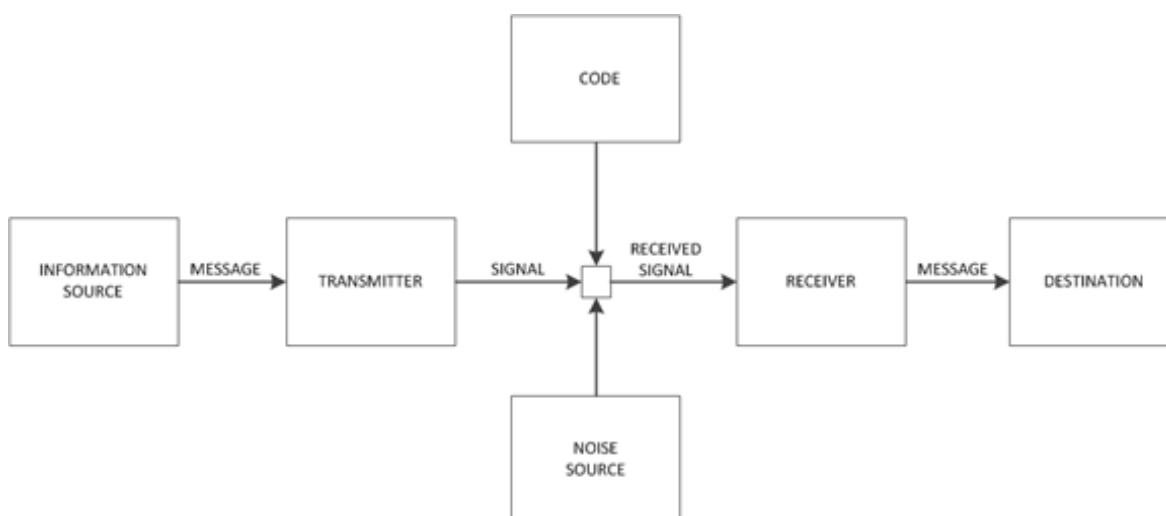 CODE
INFORMATION
SOURCE
MESSAGE
TRANSMITTER
SIGNAL
RECEIVED
SIGNAL
RECEIVER
MESSAGE
DESTINATION
NOISE
SOURCE